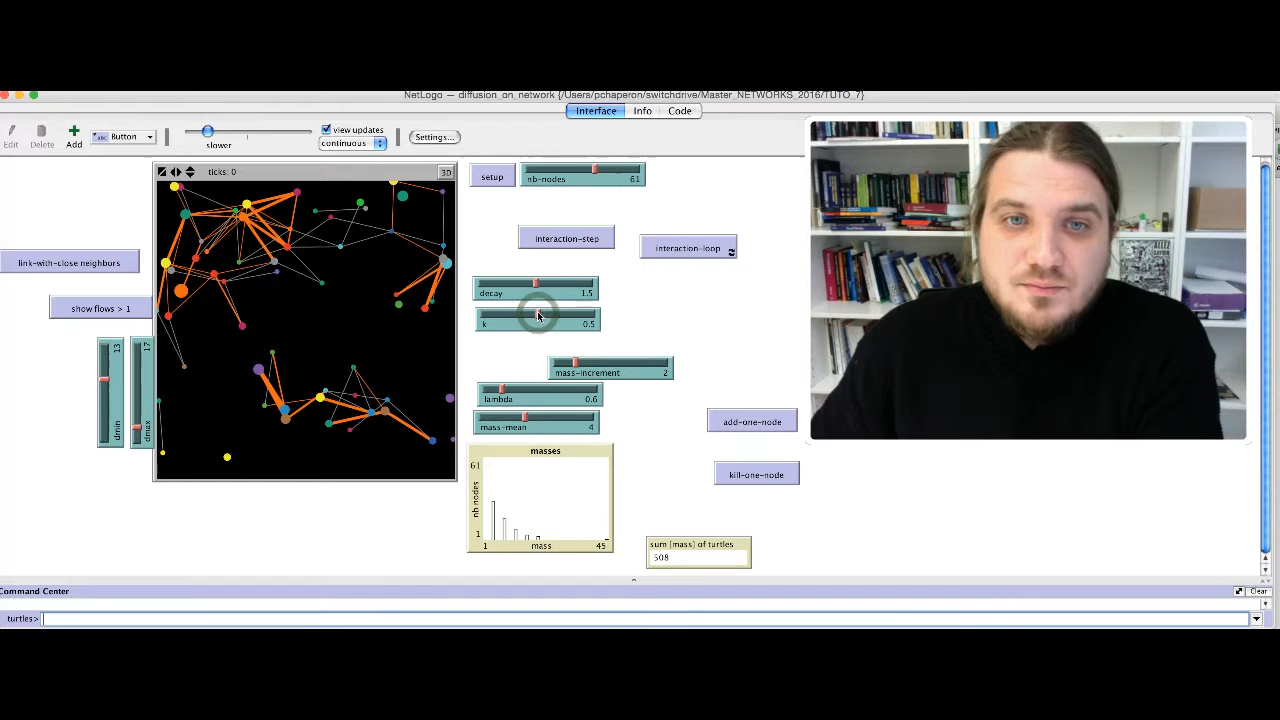 NetLogo — diffusion_on_network {/Users/pchaperon/switchdrive/Master_NETWORKS_2016/TUTO_7}
Interface Info Code
Edit Delete Add abc Button slower view updates continuous Settings...
ticks: 0 3D
setup nb-nodes 61
interaction-step interaction-loop
link-with-close neighbors
decay 1.5
show flows > 1
k 0.5
dmin 13
dmax 17
mass-increment 2
lambda 0.6
mass-mean 4
add-one-node
masses
61
nb nodes
1
1 mass 45
kill-one-node
sum [mass] of turtles
508
Command Center Clear
turtles>